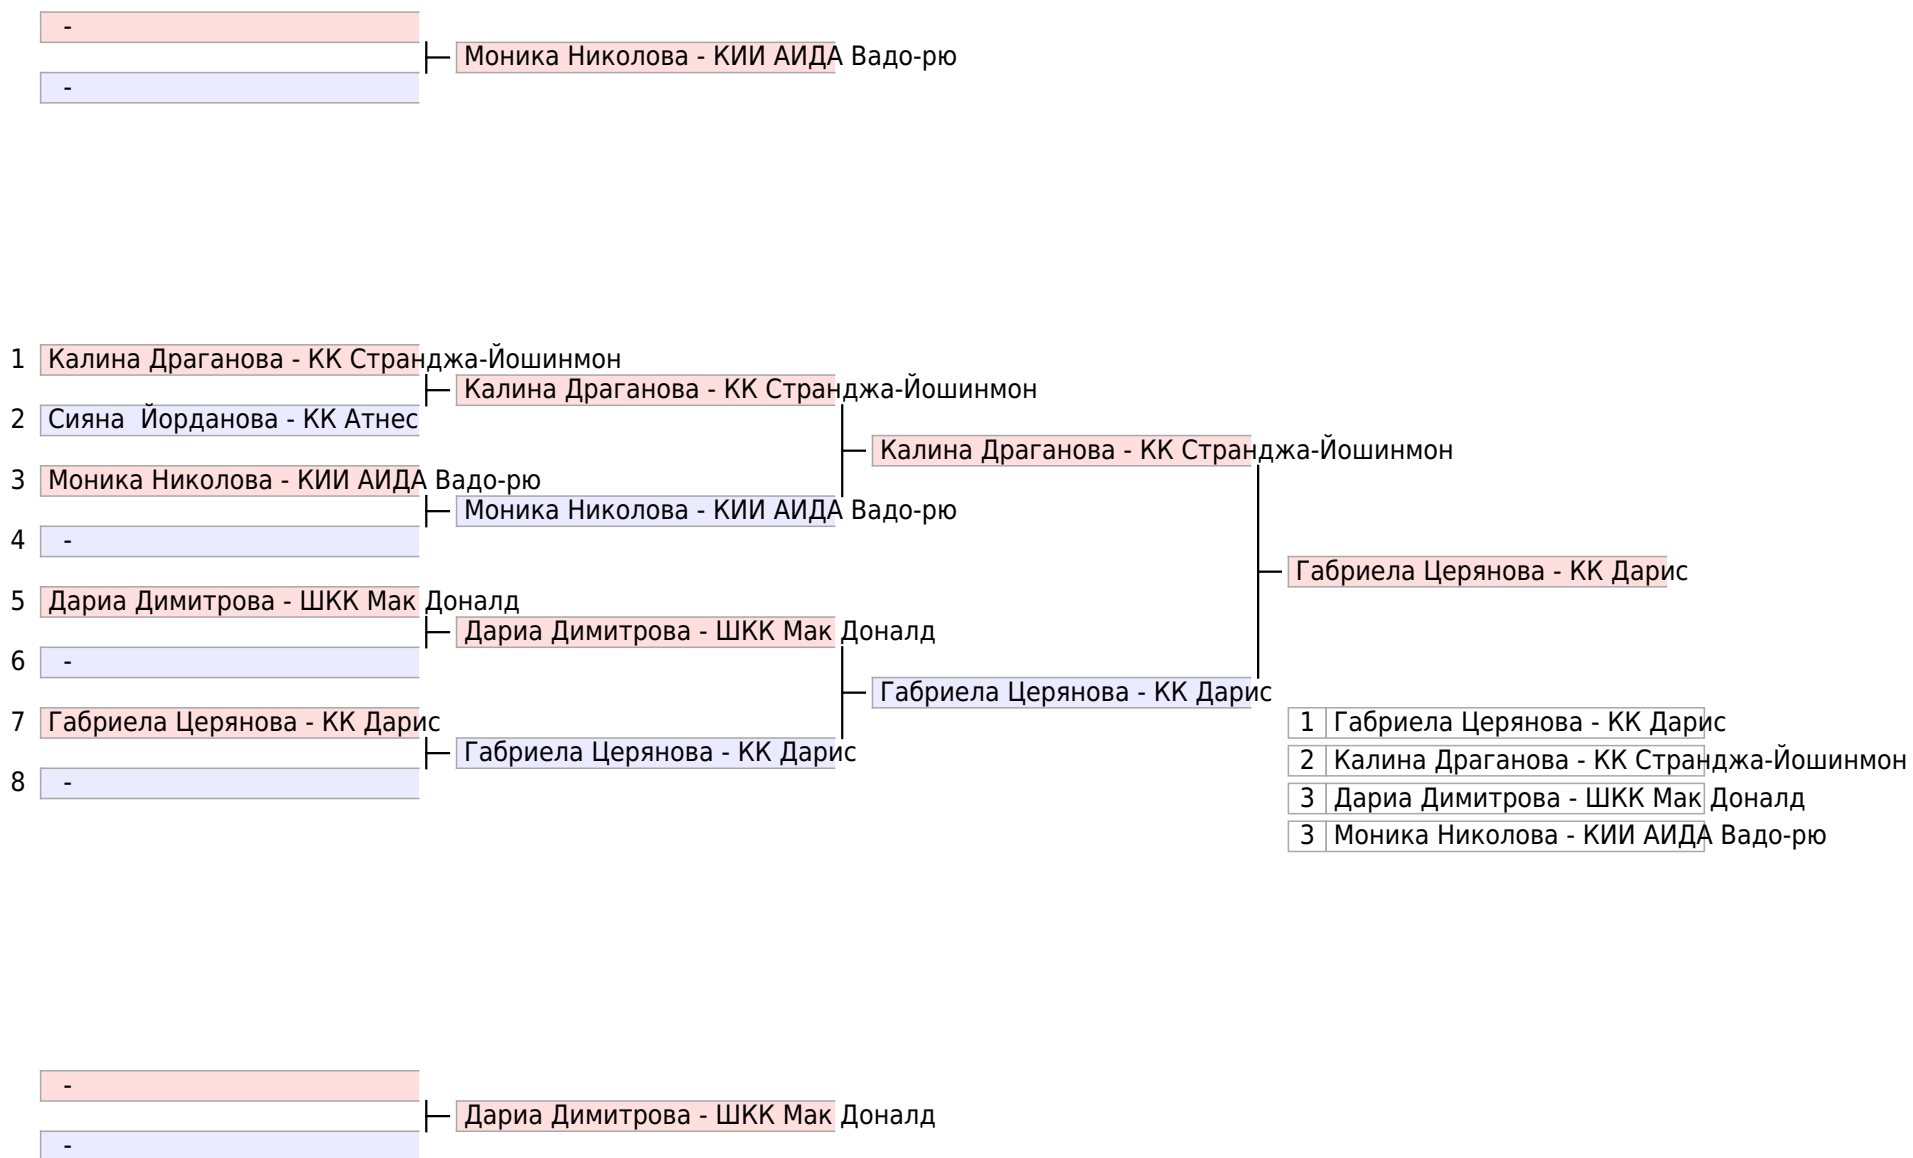 -
Моника Николова - КИИ АИДА Вадо-рю
-
1 Калина Драганова - КК Странджа-Йошинмон
Калина Драганова - КК Странджа-Йошинмон
2 Сияна  Йорданова - КК Атнес
Калина Драганова - КК Странджа-Йошинмон
3 Моника Николова - КИИ АИДА Вадо-рю
Моника Николова - КИИ АИДА Вадо-рю
4 -
Габриела Церянова - КК Дарис
5 Дариа Димитрова - ШКК Мак Доналд
Дариа Димитрова - ШКК Мак Доналд
6 -
Габриела Церянова - КК Дарис
7 Габриела Церянова - КК Дарис
1 Габриела Церянова - КК Дарис
Габриела Церянова - КК Дарис
2 Калина Драганова - КК Странджа-Йошинмон
8 -
3 Дариа Димитрова - ШКК Мак Доналд
3 Моника Николова - КИИ АИДА Вадо-рю
-
Дариа Димитрова - ШКК Мак Доналд
-